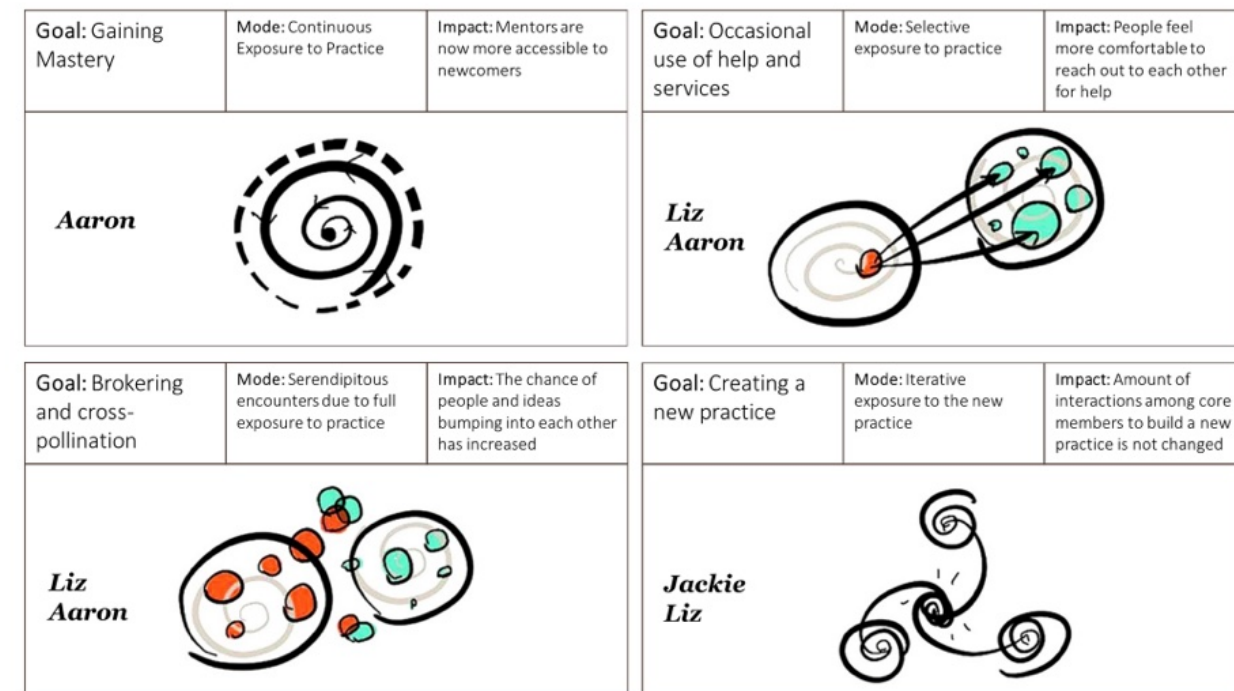 Goal: Gaining
Mastery
Mode: Continuous
Exposure to Practice
Impact: Mentors are
now more accessible to
newcomers
Aaron
Goal: Occasional
use of help and
services
Mode: Selective
exposure to practice
Impact: People feel
more comfortable to
reach out to each other
for help
Liz
Aaron
Goal: Brokering
and cross-
pollination
Mode: Serendipitous
encounters due to full
exposure to practice
Impact: The chance of
people and ideas
bumping into each other
has increased
Liz
Aaron
Goal: Creating a
new practice
Mode: Iterative
exposure to the new
practice
Impact: Amount of
interactions among core
members to build a new
practice is not changed
Jackie
Liz